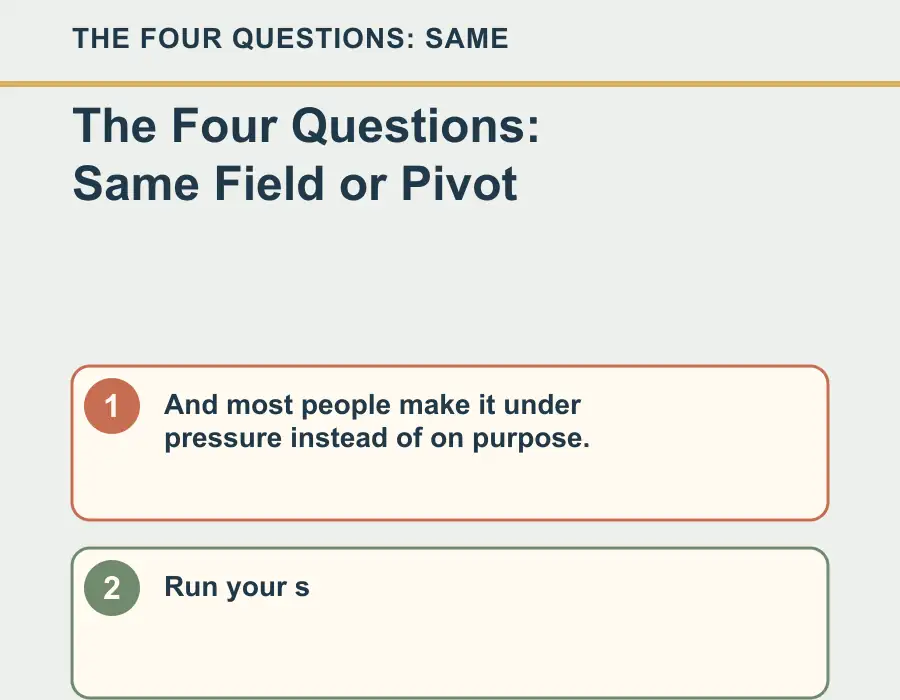 THE FOUR QUESTIONS: SAME
The Four Questions:
Same Field or Pivot
1
And most people make it under
pressure instead of on purpose.
2
Run your s